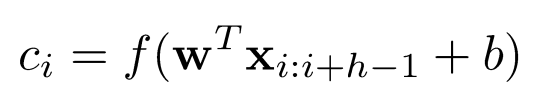 $c_i = f(\mathbf{w}^T \mathbf{x}_{i:i+h-1} + b)$